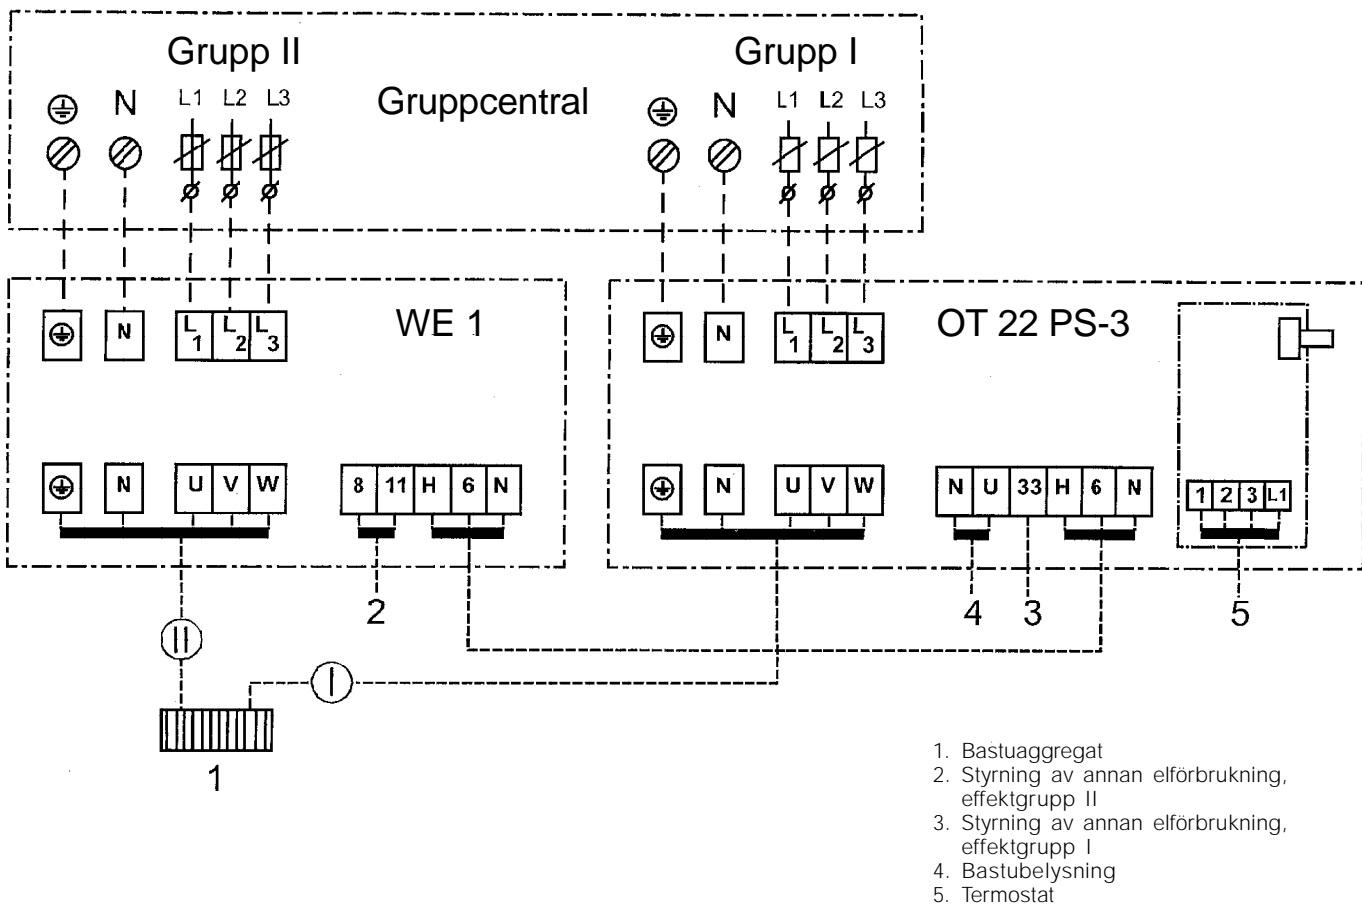 Grupp II Grupp I
N L1 L2 L3 Gruppcentral N L1 L2 L3
WE 1 OT 22 PS-3
N L1 L2 L3 N L1 L2 L3
N U V W 8 11 H 6 N N U V W N U 33 H 6 N 1 2 3 L1
2 4 3 5
II
I
1
1. Bastuaggregat
2. Styrning av annan elförbrukning,
effektgrupp II
3. Styrning av annan elförbrukning,
effektgrupp I
4. Bastubelysning
5. Termostat